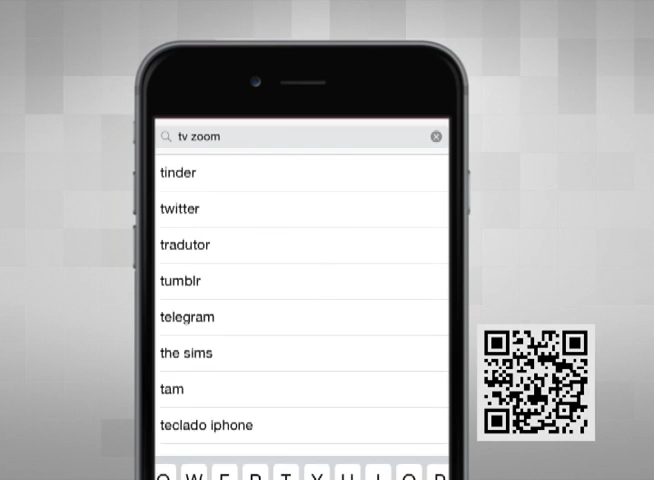 tv zoom
tinder
twitter
tradutor
tumblr
telegram
the sims
tam
teclado iphone
Q W E R T Y U I O P